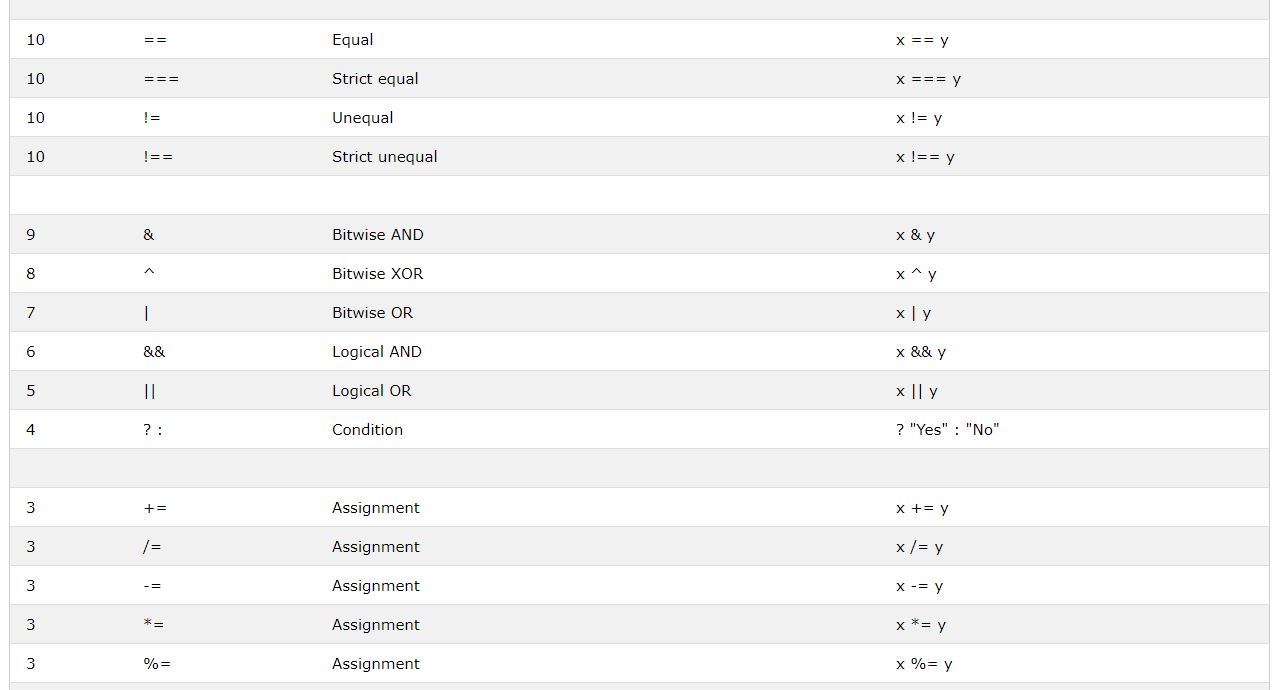 10 == Equal x == y
10 === Strict equal x === y
10 != Unequal x != y
10 !== Strict unequal x !== y
9 & Bitwise AND x & y
8 ^ Bitwise XOR x ^ y
7 | Bitwise OR x | y
6 && Logical AND x && y
5 || Logical OR x || y
4 ? : Condition ? "Yes" : "No"
3 += Assignment x += y
3 /= Assignment x /= y
3 -= Assignment x -= y
3 *= Assignment x *= y
3 %= Assignment x %= y